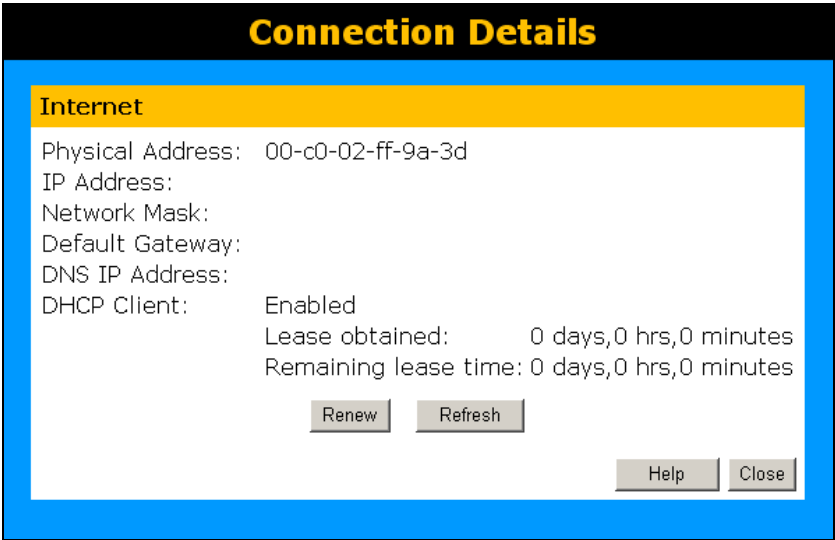 Connection Details
Internet
Physical Address: 00-c0-02-ff-9a-3d
IP Address:
Network Mask:
Default Gateway:
DNS IP Address:
DHCP Client: Enabled
Lease obtained: 0 days,0 hrs,0 minutes
Remaining lease time: 0 days,0 hrs,0 minutes
Renew Refresh
Help Close